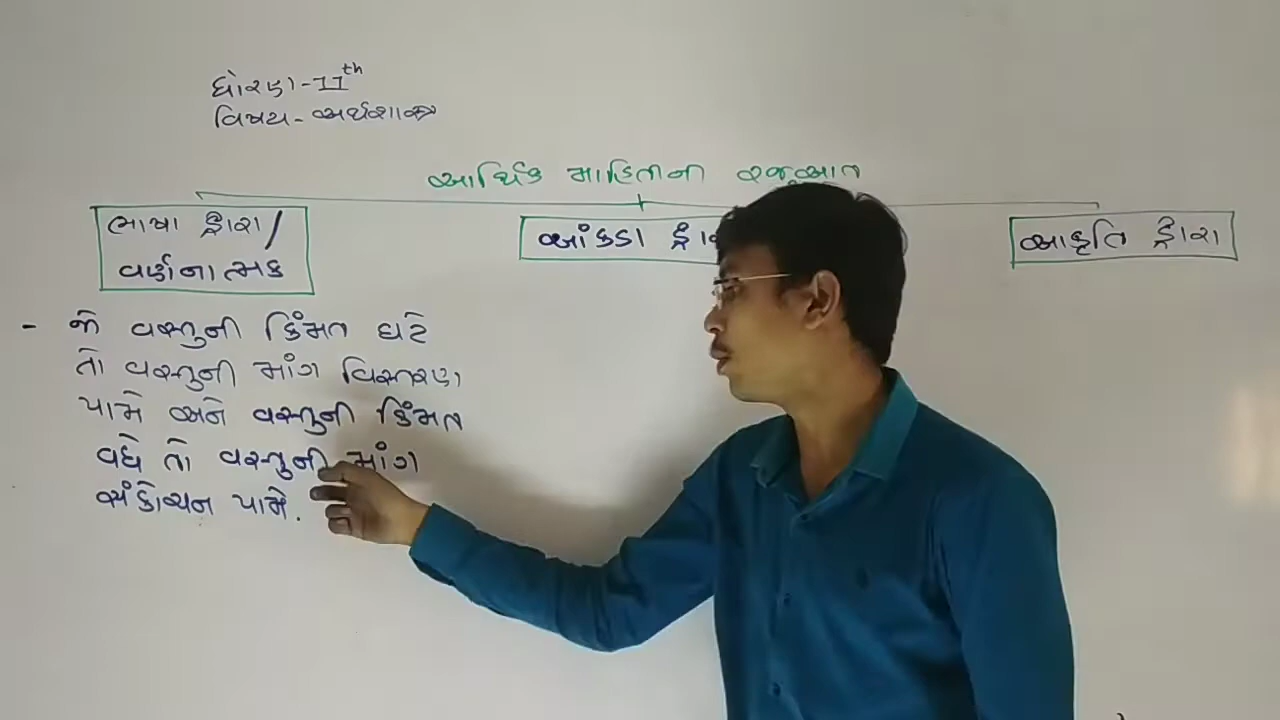 ધોરણ-11th
વિષય-અર્થશાસ્ત્ર
આર્થિક માહિતીની રજૂઆત
ભાષા દ્વારા/
વર્ણનાત્મક
આંકડા
આકૃતિ દ્વારા
- જો વસ્તુની કિંમત ઘટે
તો વસ્તુની માંગ વિસ્તરણ
પામે અને વસ્તુની કિંમત
વધે તો વસ્તુની માંગ
સંકોચન પામે.